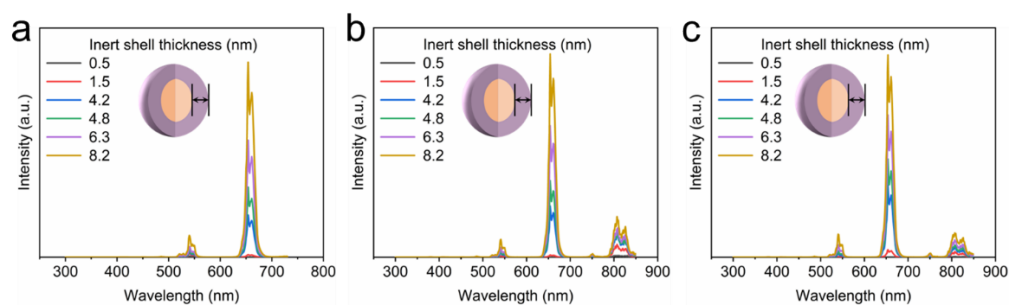 a
Inert shell thickness (nm)
0.5
1.5
4.2
4.8
6.3
8.2
Intensity (a.u.)
300 400 500 600 700 800
Wavelength (nm)
b
Inert shell thickness (nm)
0.5
1.5
4.2
4.8
6.3
8.2
Intensity (a.u.)
300 400 500 600 700 800 900
Wavelength (nm)
c
Inert shell thickness (nm)
0.5
1.5
4.2
4.8
6.3
8.2
Intensity (a.u.)
300 400 500 600 700 800 900
Wavelength (nm)